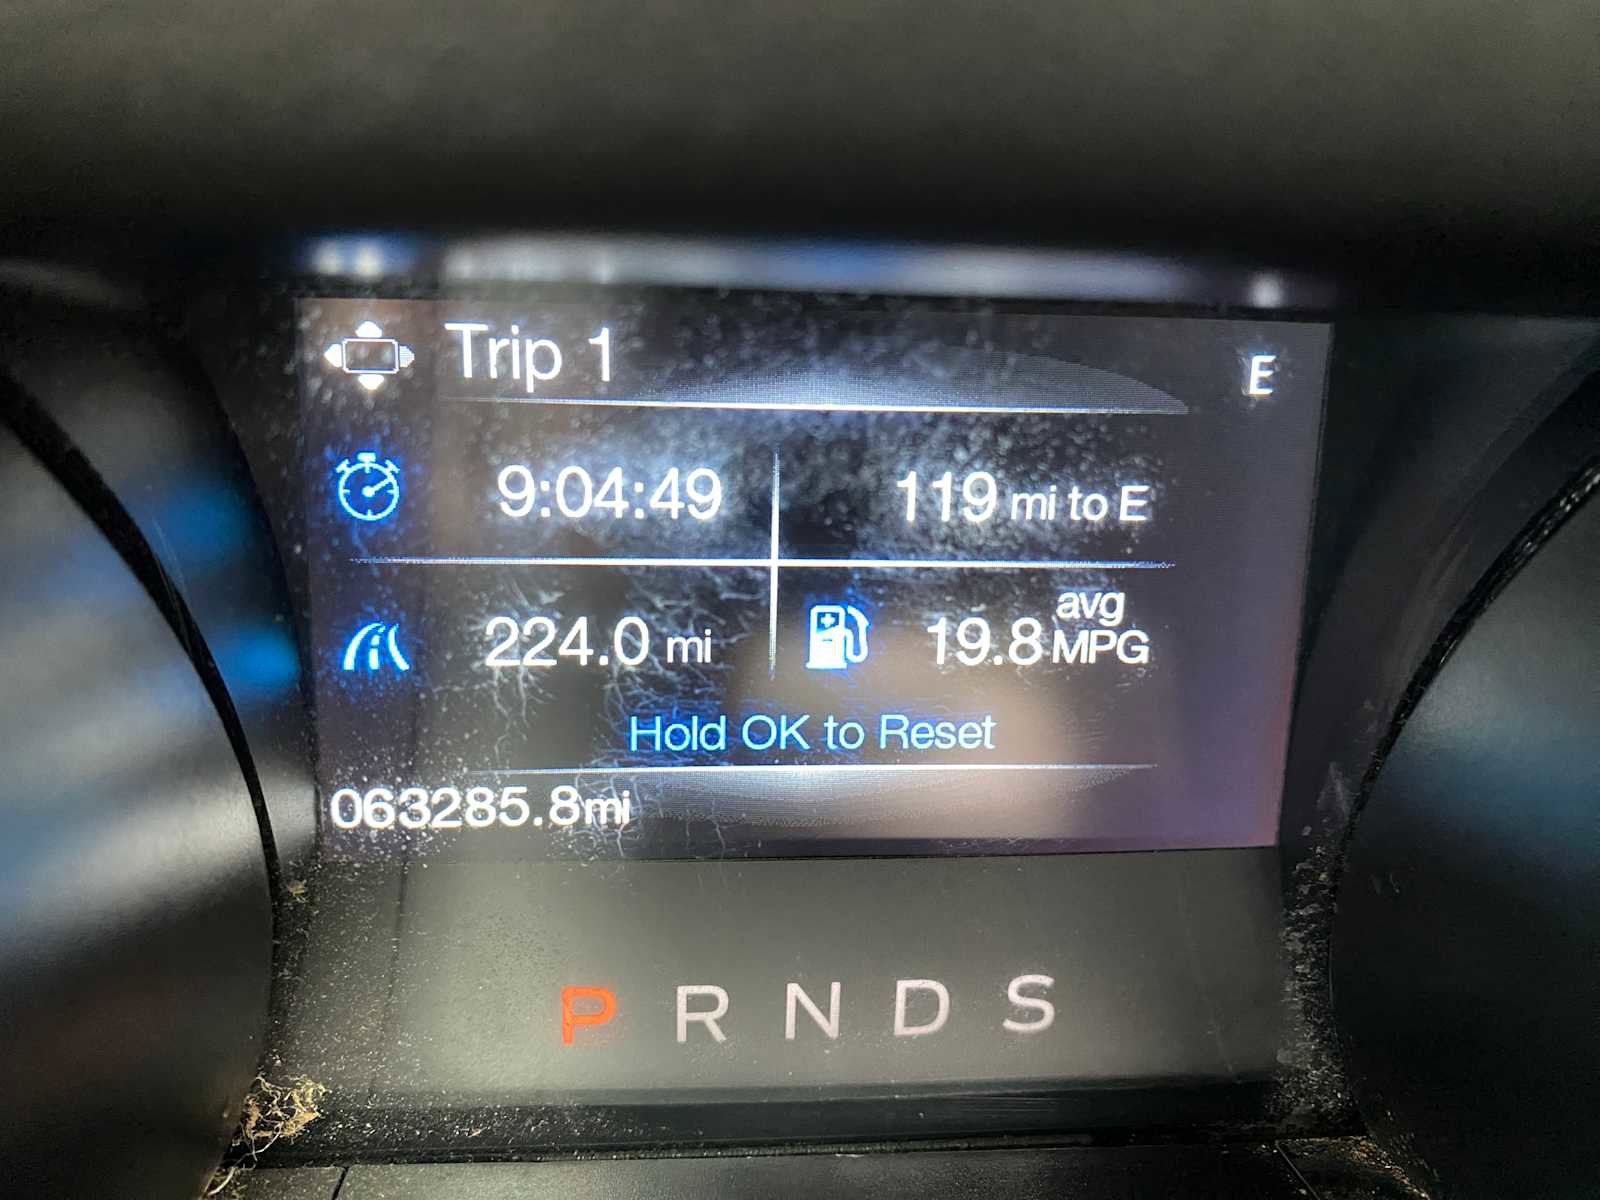 Trip 1 E
9:04:49 119 mi to E
224.0 mi 19.8 avg MPG
Hold OK to Reset
063285.8mi
P R N D S